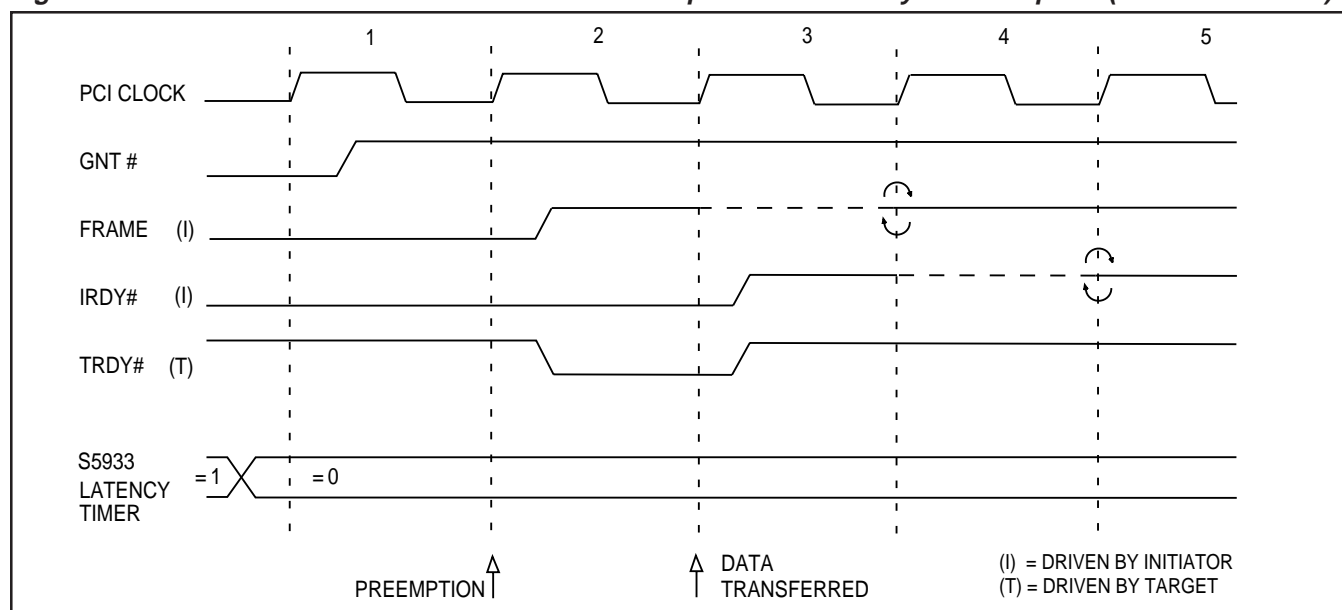 1 2 3 4 5
PCI CLOCK
GNT #
FRAME (I)
IRDY# (I)
TRDY# (T)
S5933
= 1 = 0
LATENCY
TIMER
PREEMPTION
DATA
TRANSFERRED
(I) = DRIVEN BY INITIATOR
(T) = DRIVEN BY TARGET